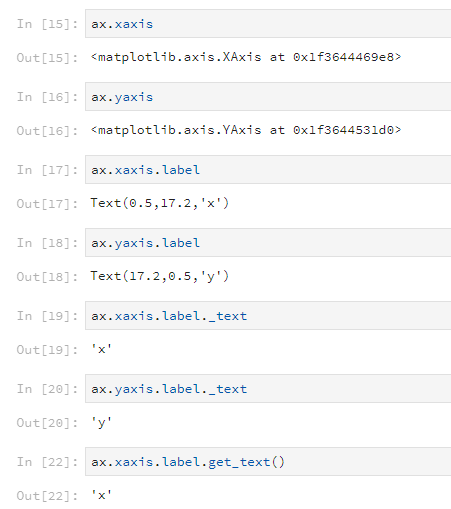 In [15]: ax.xaxis
Out[15]: <matplotlib.axis.XAxis at 0x1f3644469e8>
In [16]: ax.yaxis
Out[16]: <matplotlib.axis.YAxis at 0x1f3644531d0>
In [17]: ax.xaxis.label
Out[17]: Text(0.5,17.2,'x')
In [18]: ax.yaxis.label
Out[18]: Text(17.2,0.5,'y')
In [19]: ax.xaxis.label._text
Out[19]: 'x'
In [20]: ax.yaxis.label._text
Out[20]: 'y'
In [22]: ax.xaxis.label.get_text()
Out[22]: 'x'